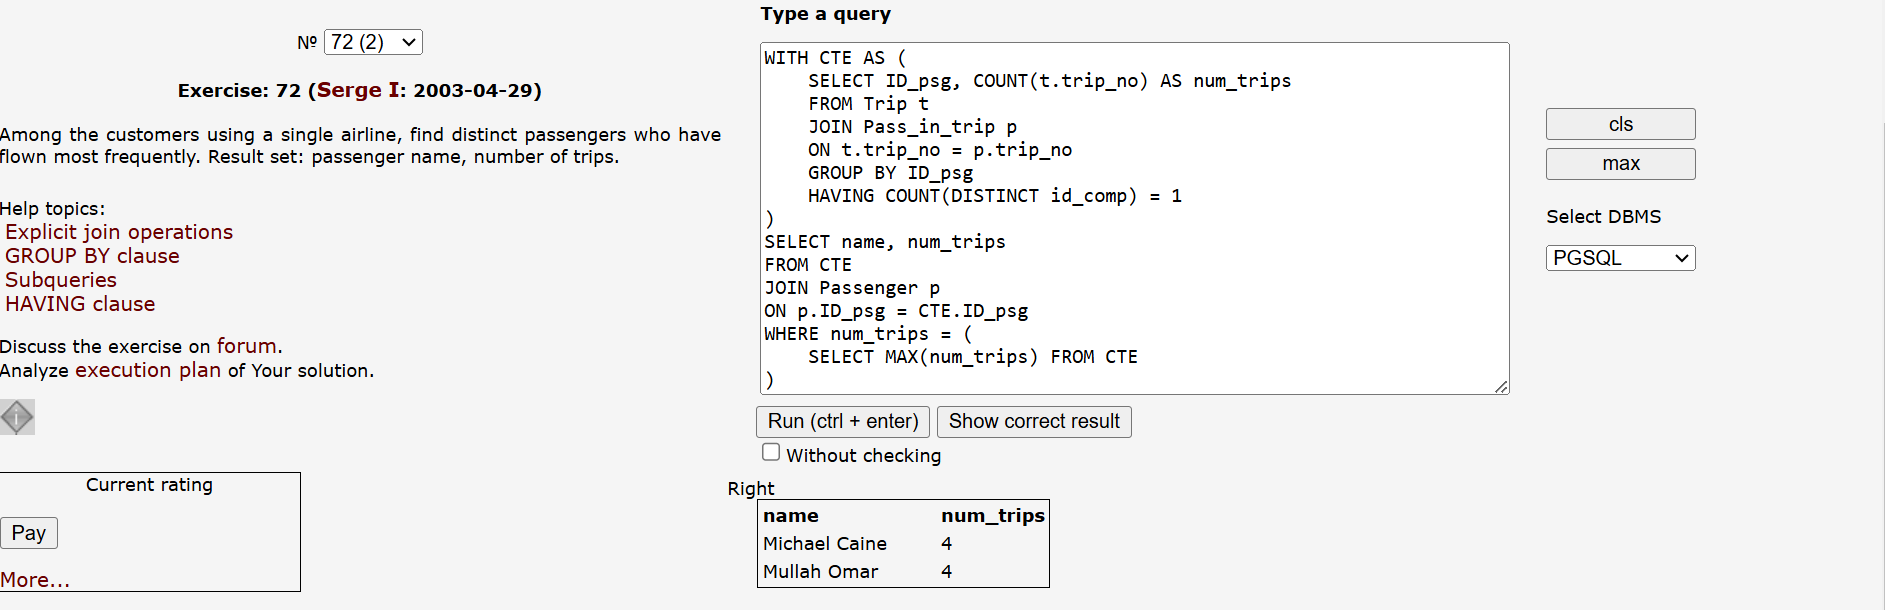 № 72 (2)
Exercise: 72 (Serge I: 2003-04-29)
Among the customers using a single airline, find distinct passengers who have
flown most frequently. Result set: passenger name, number of trips.
Help topics:
Explicit join operations
GROUP BY clause
Subqueries
HAVING clause
Discuss the exercise on forum.
Analyze execution plan of Your solution.
i
Current rating
Pay
More...
Type a query
WITH CTE AS (
    SELECT ID_psg, COUNT(t.trip_no) AS num_trips
    FROM Trip t
    JOIN Pass_in_trip p
    ON t.trip_no = p.trip_no
    GROUP BY ID_psg
    HAVING COUNT(DISTINCT id_comp) = 1
)
SELECT name, num_trips
FROM CTE
JOIN Passenger p
ON p.ID_psg = CTE.ID_psg
WHERE num_trips = (
    SELECT MAX(num_trips) FROM CTE
)
Run (ctrl + enter) Show correct result
Without checking
Right
name num_trips
Michael Caine 4
Mullah Omar 4
cls
max
Select DBMS
PGSQL